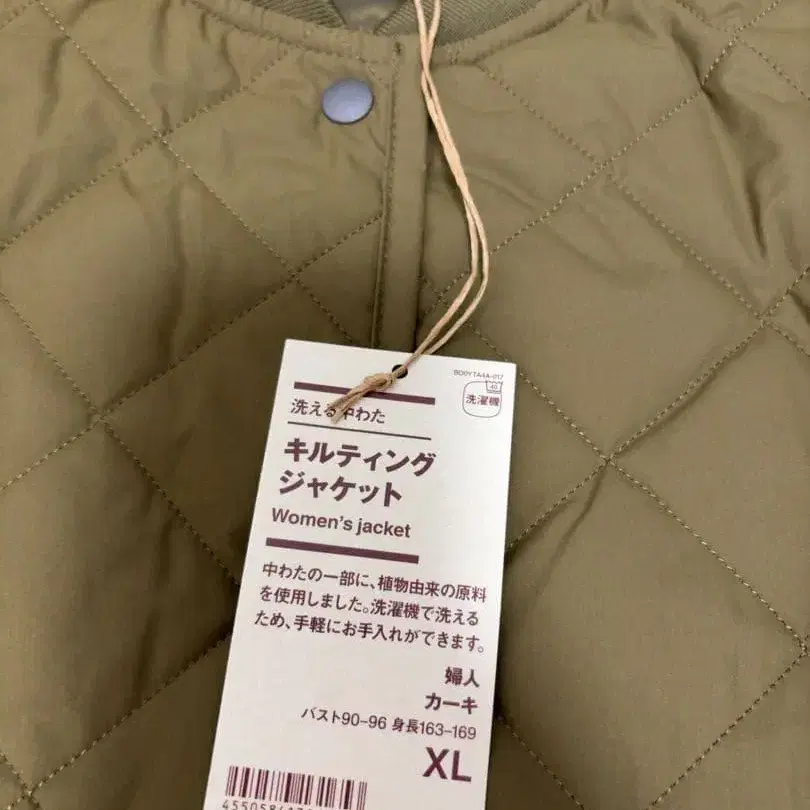 BD0YTA4A-017
40
洗濯機
洗える中わた
キルティング
ジャケット
Women's jacket
中わたの一部に、植物由来の原料
を使用しました。洗濯機で洗える
ため、手軽にお手入れができます。
婦人
カーキ
バスト90-96 身長163-169
XL